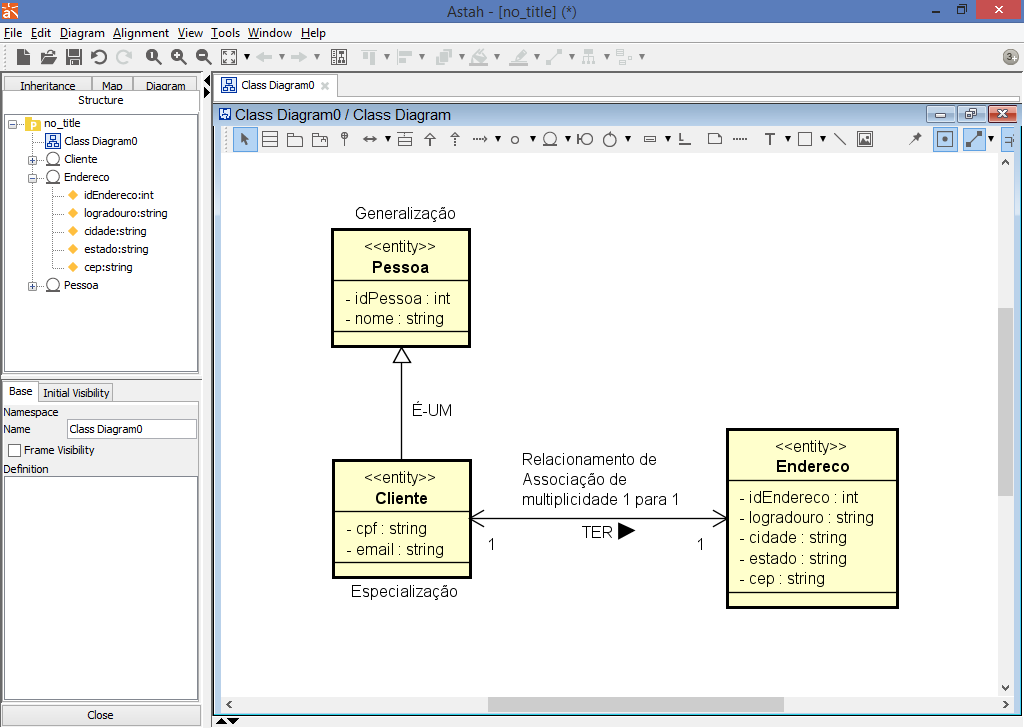 Astah - [no_title] (*)
File Edit Diagram Alignment View Tools Window Help
3
Inheritance Map Diagram
Structure
no_title
Class Diagram0
Cliente
Endereco
idEndereco:int
logradouro:string
cidade:string
estado:string
cep:string
Pessoa
Base Initial Visibility
Namespace
Name Class Diagram0
Frame Visibility
Definition
Close
Class Diagram0
Class Diagram0 / Class Diagram
T
Generalização
<<entity>>
Pessoa
- idPessoa : int
- nome : string
É-UM
<<entity>>
Cliente
- cpf : string
- email : string
Especialização
Relacionamento de
Associação de
multiplicidade 1 para 1
TER
1 1
<<entity>>
Endereco
- idEndereco : int
- logradouro : string
- cidade : string
- estado : string
- cep : string